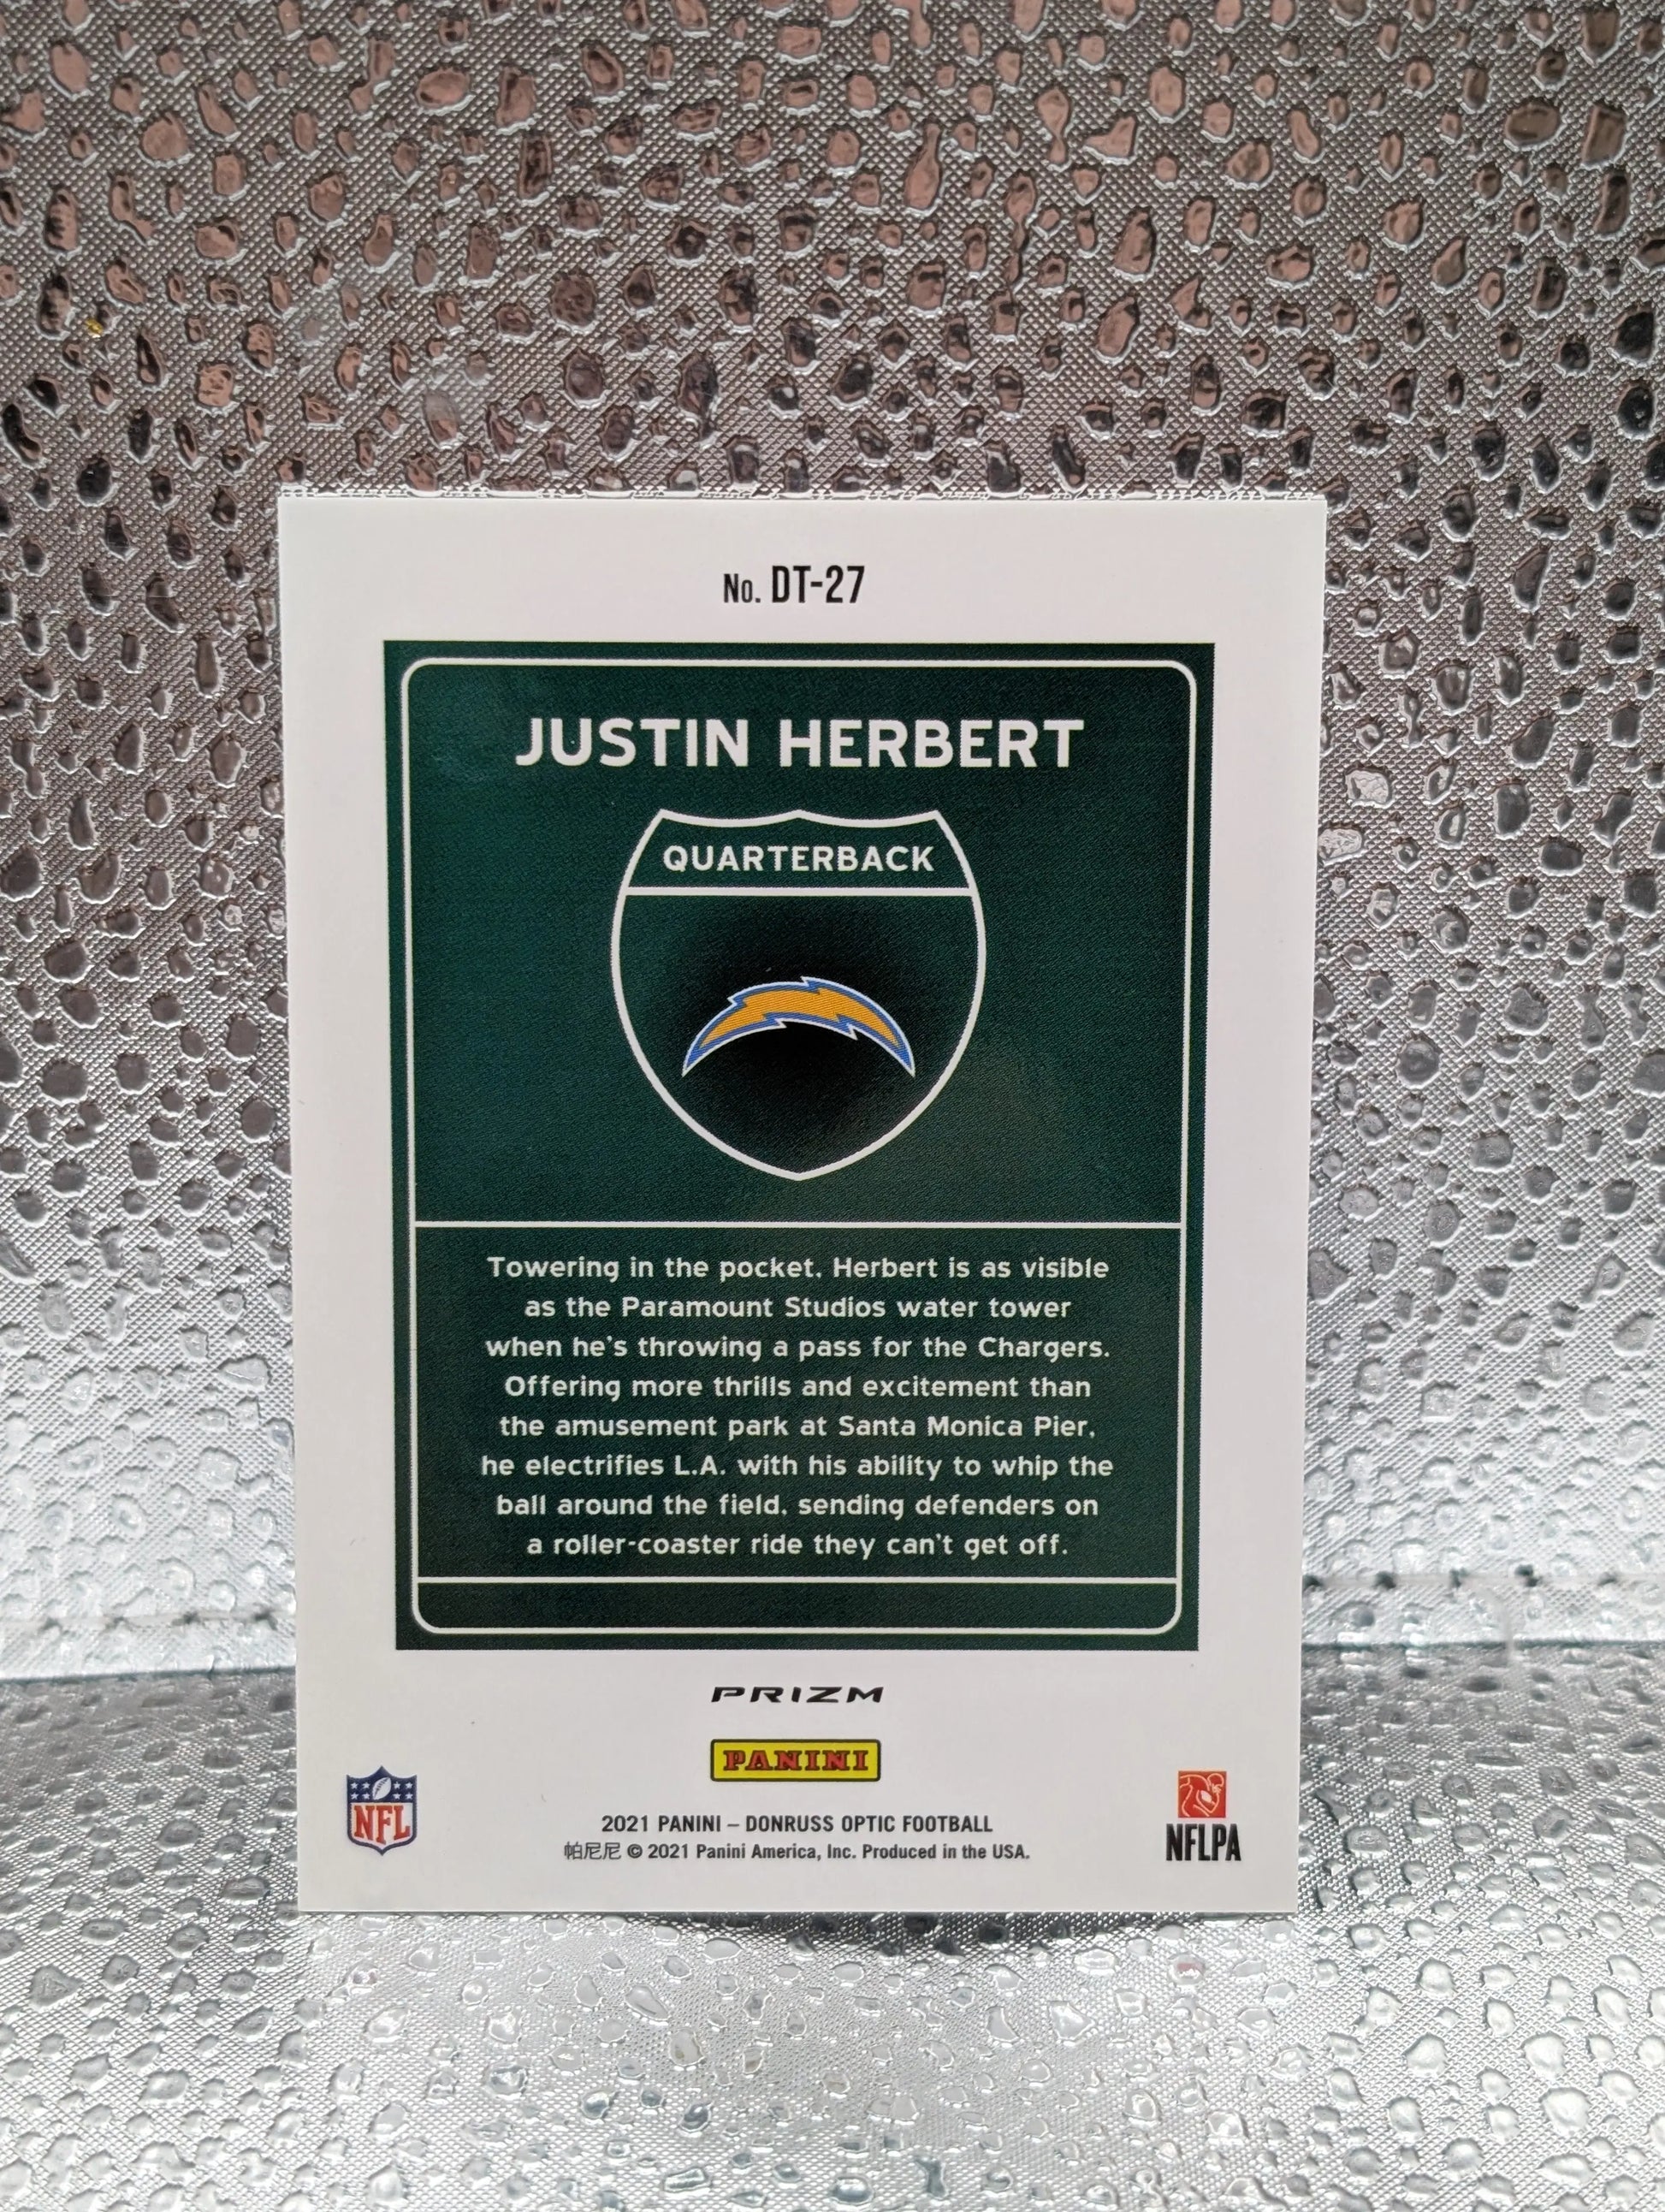 No. DT-27
JUSTIN HERBERT
QUARTERBACK
Towering in the pocket, Herbert is as visible
as the Paramount Studios water tower
when he's throwing a pass for the Chargers.
Offering more thrills and excitement than
the amusement park at Santa Monica Pier,
he electrifies L.A. with his ability to whip the
ball around the field, sending defenders on
a roller-coaster ride they can't get off.
PRIZM
PANINI
NFL
2021 PANINI – DONRUSS OPTIC FOOTBALL
帕尼尼 © 2021 Panini America, Inc. Produced in the USA.
NFLPA